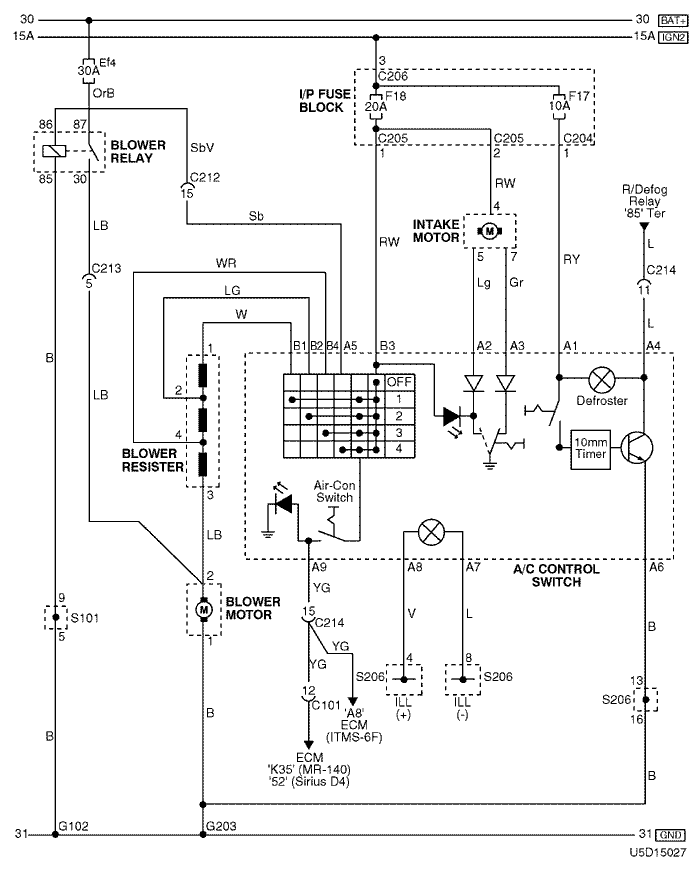 30
30 BAT+
15A
15A IGN2
Ef4
30A
OrB
3
C206
I/P FUSE
BLOCK
F18
20A
F17
10A
86
87
BLOWER
RELAY
SbV
C205
C205
C204
1
2
1
85
30
C212
15
RW
4
R/Defog
Relay
'85' Ter
Sb
LB
INTAKE
MOTOR
M
L
RW
5
7
RY
C213
5
WR
C214
11
LG
Lg
Gr
W
L
1
B1
B2
B4
A5
B3
A2
A3
A1
A4
B
OFF
1
2
3
4
Defroster
LB
2
4
BLOWER
RESISTER
10mm
Timer
3
Air-Con
Switch
LB
A9
A8
A7
A/C CONTROL
SWITCH
A6
2
YG
BLOWER
MOTOR
M
1
9
S101
5
15
C214
V
L
B
YG
YG
S206
4
8
S206
12
C101
13
S206
16
ILL
(+)
ILL
(-)
B
'A8'
ECM
(ITMS-6F)
B
ECM
'K35' (MR-140)
'52' (Sirius D4)
B
31
G102
G203
31 GND
U5D15027